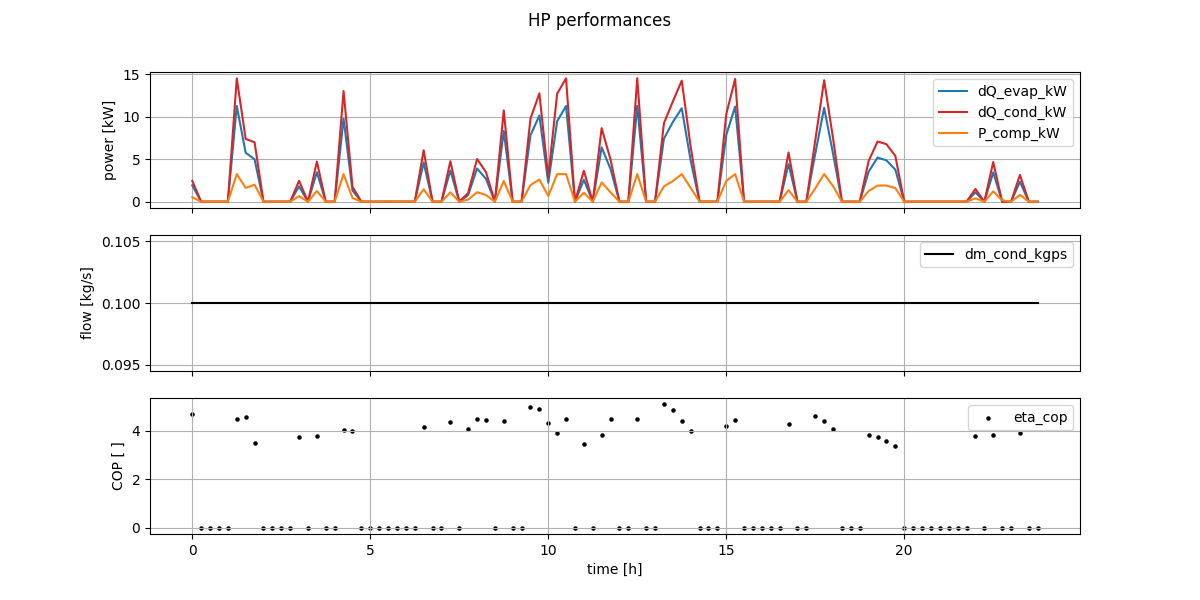 HP performances
15
10
5
0
power [kW]
dQ_evap_kW
dQ_cond_kW
P_comp_kW
0.105
0.100
0.095
flow [kg/s]
dm_cond_kgps
4
2
0
COP [ ]
eta_cop
0
5
10
15
20
time [h]